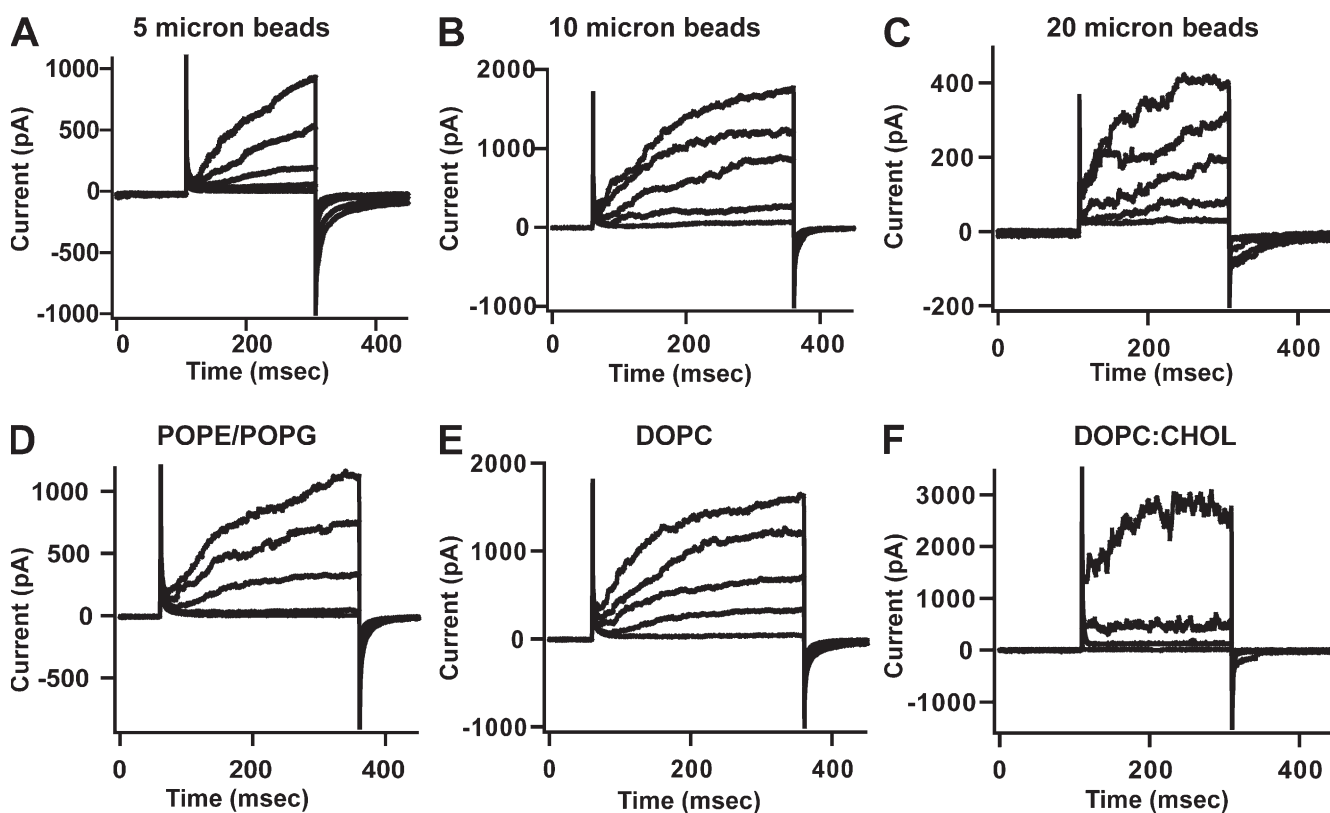 A 5 micron beads
1000
500
0
-500
-1000
Current (pA)
0 200 400
Time (msec)
B 10 micron beads
2000
1000
0
-1000
Current (pA)
0 200 400
Time (msec)
C 20 micron beads
400
200
0
-200
Current (pA)
0 200 400
Time (msec)
D POPE/POPG
1000
500
0
-500
Current (pA)
0 200 400
Time (msec)
E DOPC
2000
1000
0
-1000
Current (pA)
0 200 400
Time (msec)
F DOPC:CHOL
3000
2000
1000
0
-1000
Current (pA)
0 200 400
Time (msec)